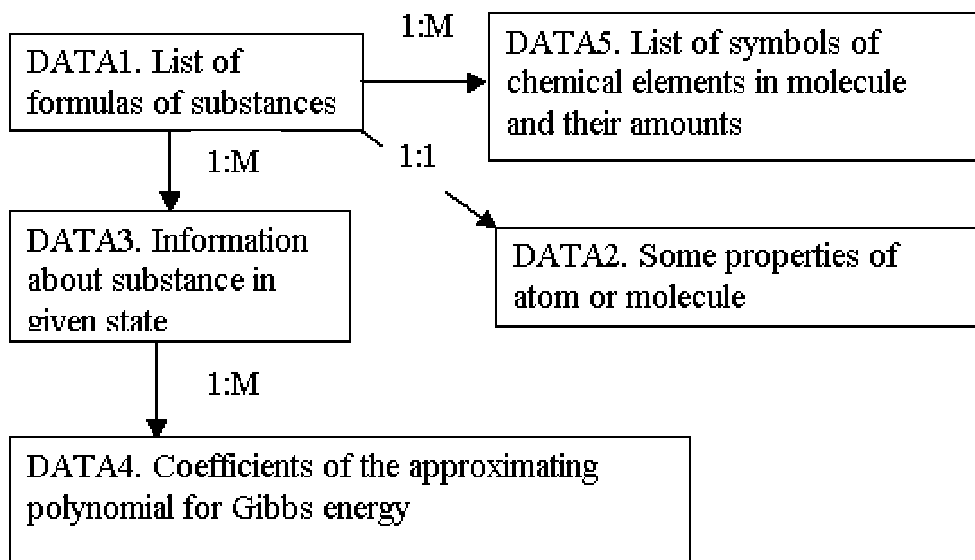 1:M
DATA1. List of
formulas of substances
DATA5. List of symbols of
chemical elements in molecule
and their amounts
1:M
1:1
DATA3. Information
about substance in
given state
DATA2. Some properties of
atom or molecule
1:M
DATA4. Coefficients of the approximating
polynomial for Gibbs energy